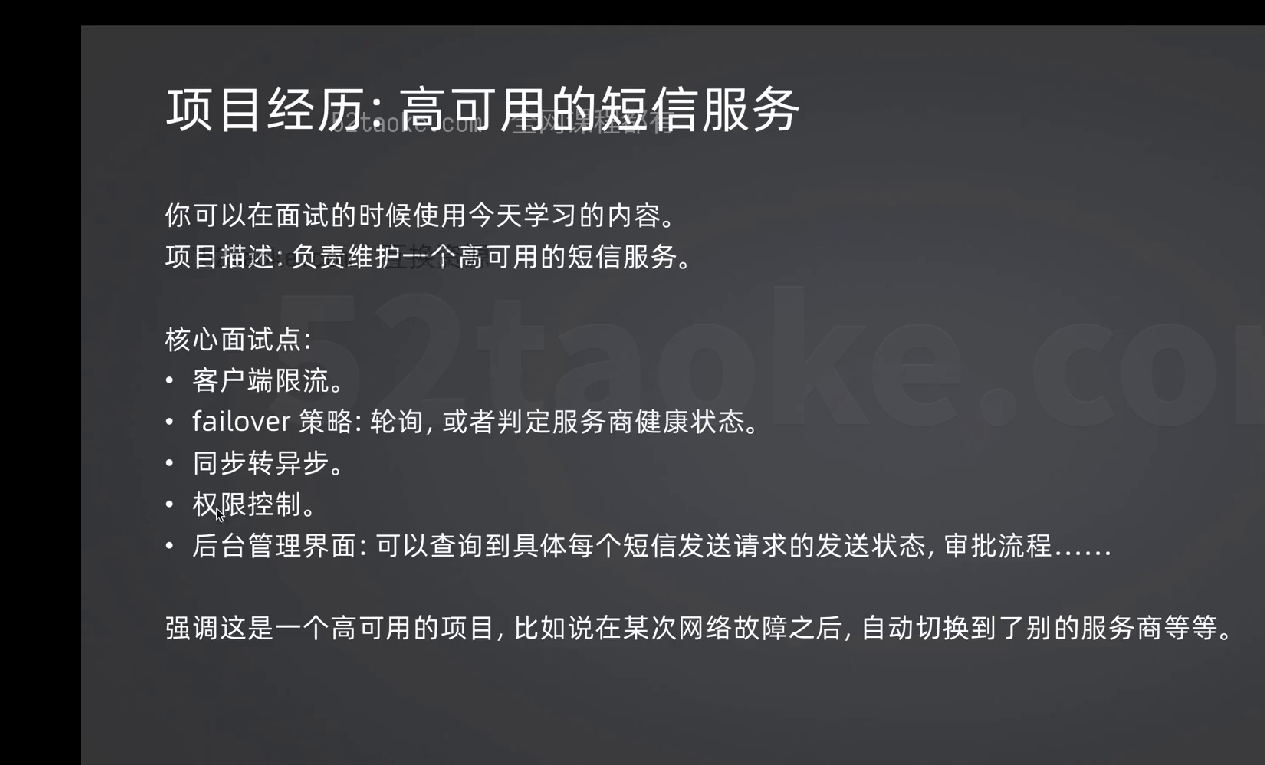 项目经历：高可用的短信服务
52taoke.com 全网课程都有
你可以在面试的时候使用今天学习的内容。
项目描述：负责维护一个高可用的短信服务。
52taoke.com
核心面试点：
• 客户端限流。
• failover 策略：轮询，或者判定服务商健康状态。
• 同步转异步。
• 权限控制。
• 后台管理界面：可以查询到具体每个短信发送请求的发送状态，审批流程……
强调这是一个高可用的项目，比如说在某次网络故障之后，自动切换到了别的服务商等等。